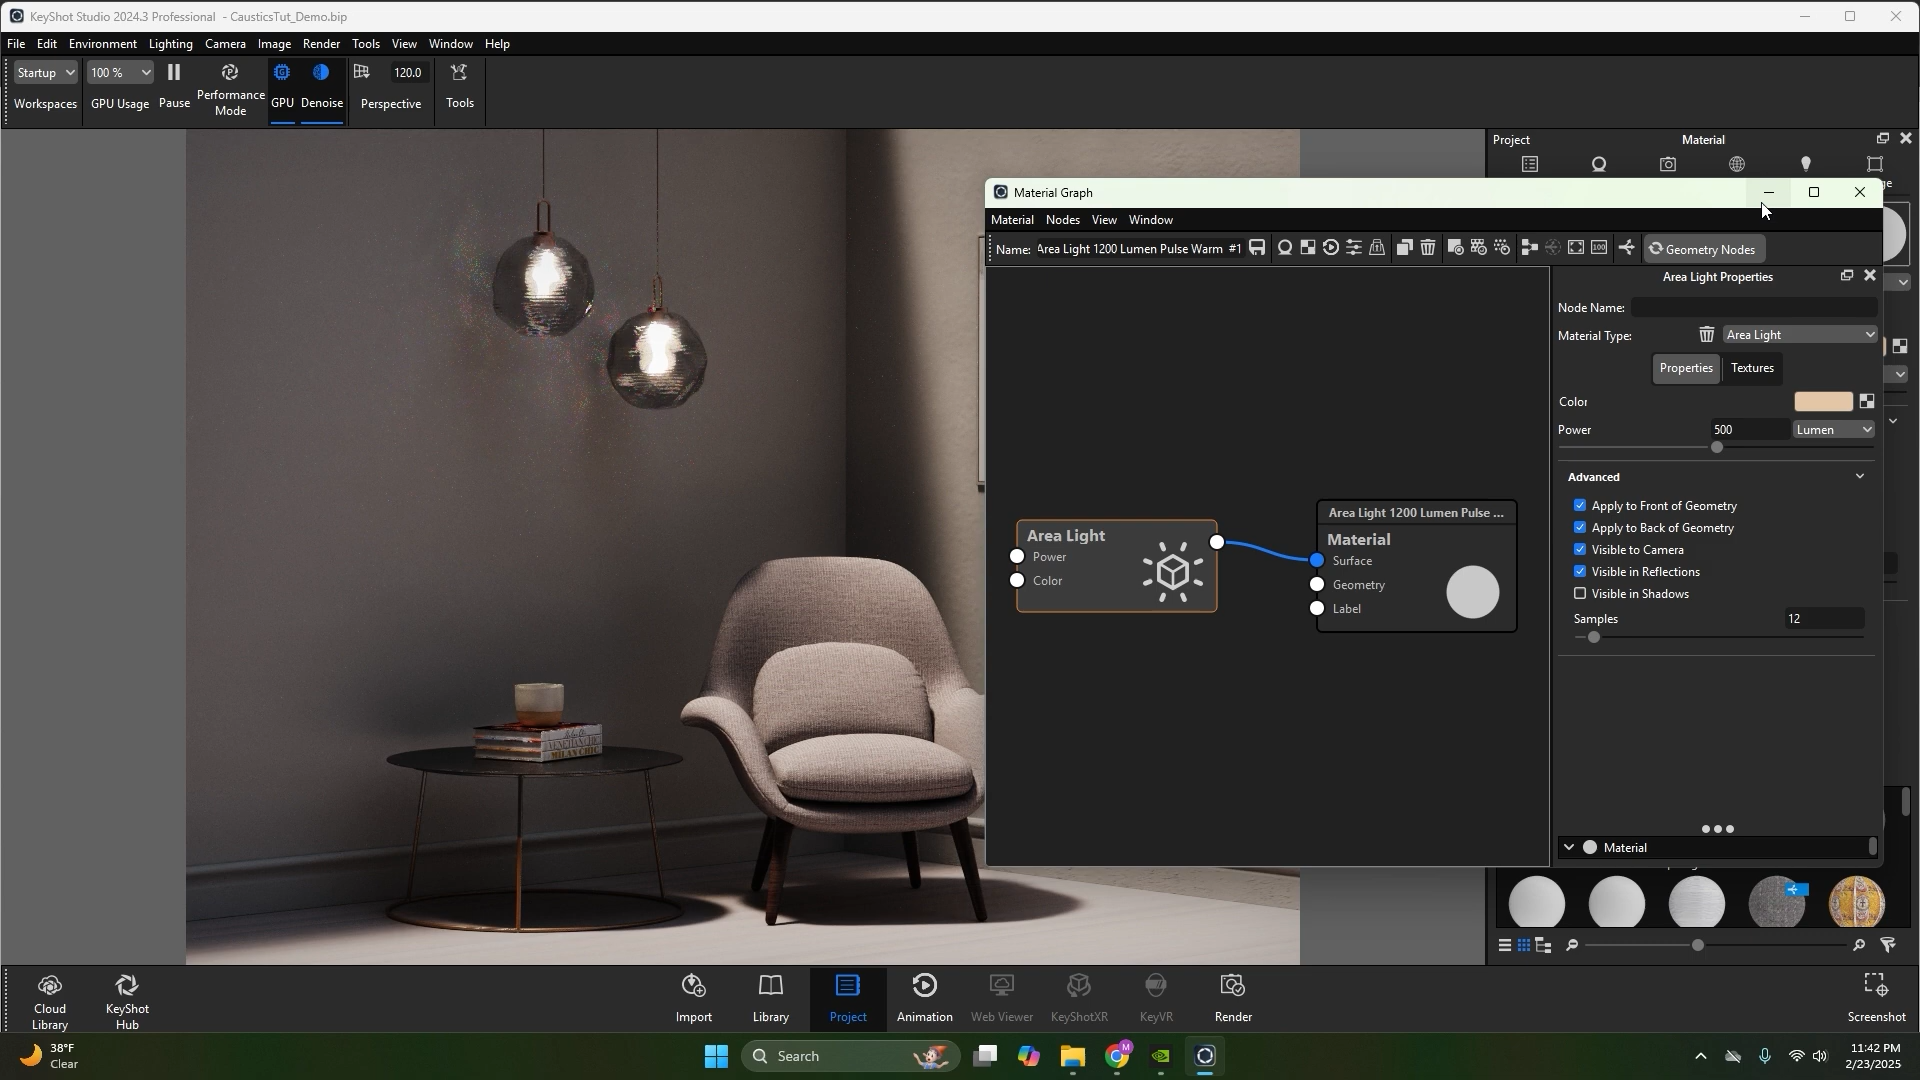 KeyShot Studio 2024.3 Professional - CausticsTut_Demo.bip
File Edit Environment Lighting Camera Image Render Tools View Window Help
Startup 100 % 120.0
Workspaces GPU Usage Pause Performance Mode GPU Denoise Perspective Tools
Project Material
Material Graph
Material Nodes View Window
Name: Area Light 1200 Lumen Pulse Warm #1 100 Geometry Nodes
Area Light Properties
Node Name:
Material Type: Area Light
Properties Textures
Color
Power 500 Lumen
Advanced
Apply to Front of Geometry
Apply to Back of Geometry
Visible to Camera
Visible in Reflections
Visible in Shadows
Samples 12
Material
Area Light
Power
Color
Area Light 1200 Lumen Pulse ...
Material
Surface
Geometry
Label
MILAN CHIC
Cloud Library
KeyShot Hub
Import
Library
Project
Animation
Web Viewer
KeyShotXR
KeyVR
Render
Screenshot
38°F
Clear
Search
M
11:42 PM
2/23/2025